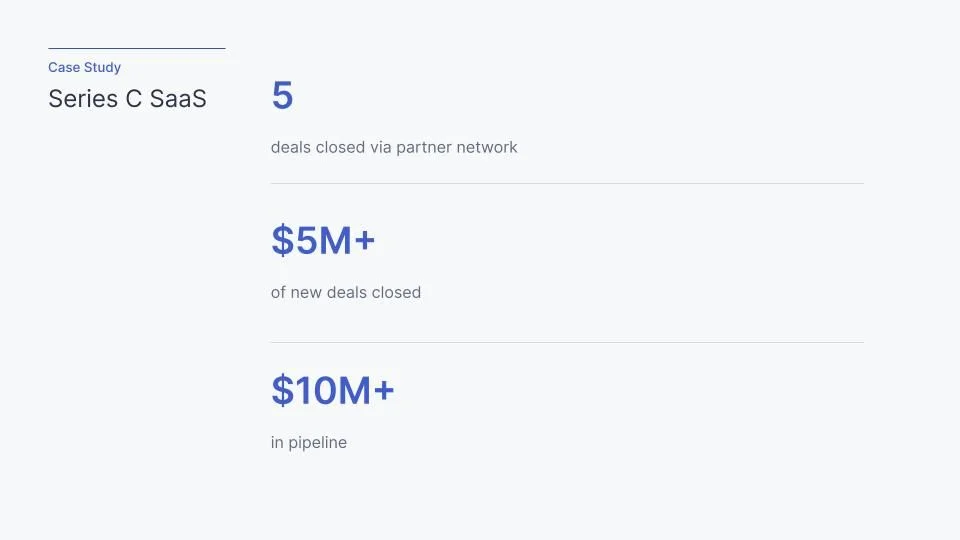 Case Study
Series C SaaS
5
deals closed via partner network
$5M+
of new deals closed
$10M+
in pipeline